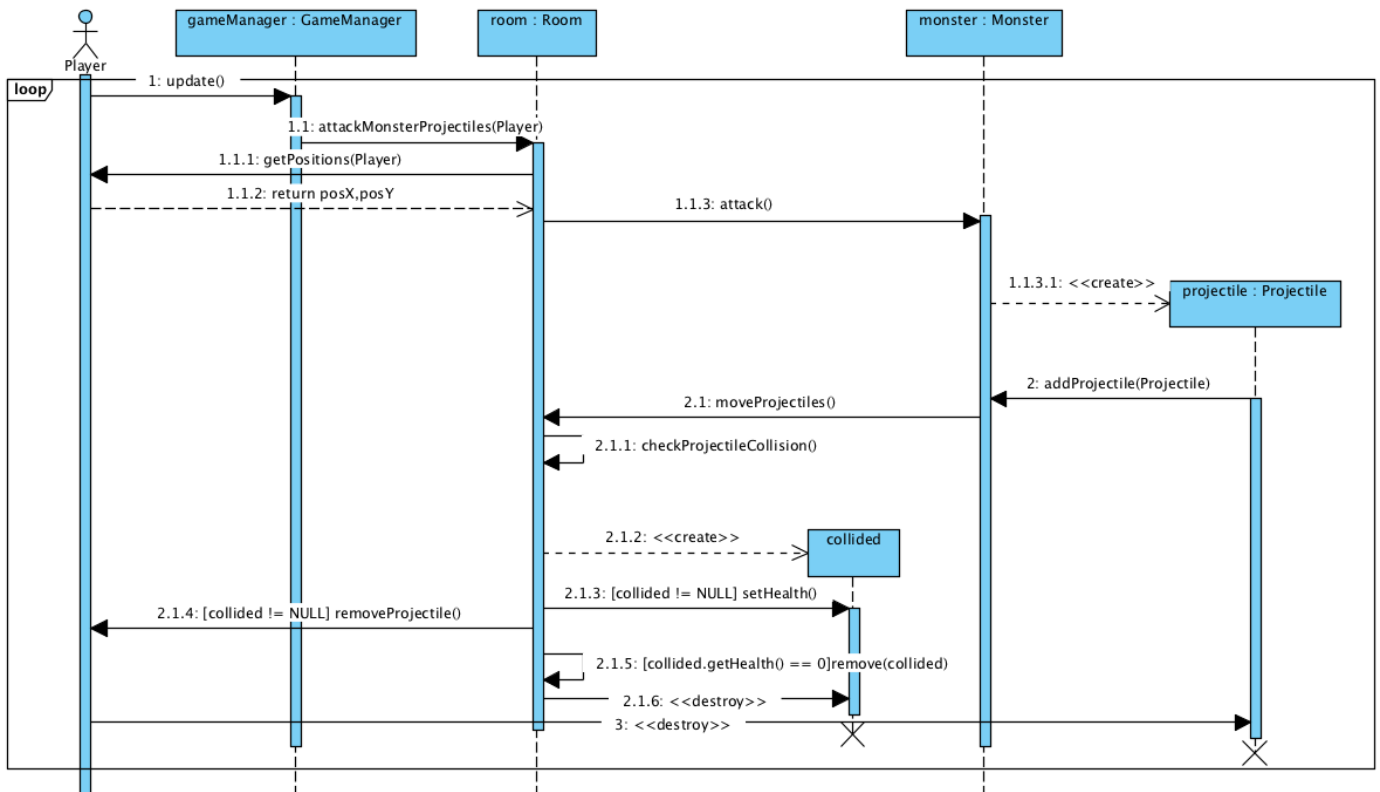 gameManager : GameManager
room : Room
monster : Monster
Player
loop
1: update()
1.1: attackMonsterProjectiles(Player)
1.1.1: getPositions(Player)
1.1.2: return posX,posY
1.1.3: attack()
1.1.3.1: <<create>>
projectile : Projectile
2: addProjectile(Projectile)
2.1: moveProjectiles()
2.1.1: checkProjectileCollision()
2.1.2: <<create>>
collided
2.1.3: [collided != NULL] setHealth()
2.1.4: [collided != NULL] removeProjectile()
2.1.5: [collided.getHealth() == 0]remove(collided)
2.1.6: <<destroy>>
3: <<destroy>>